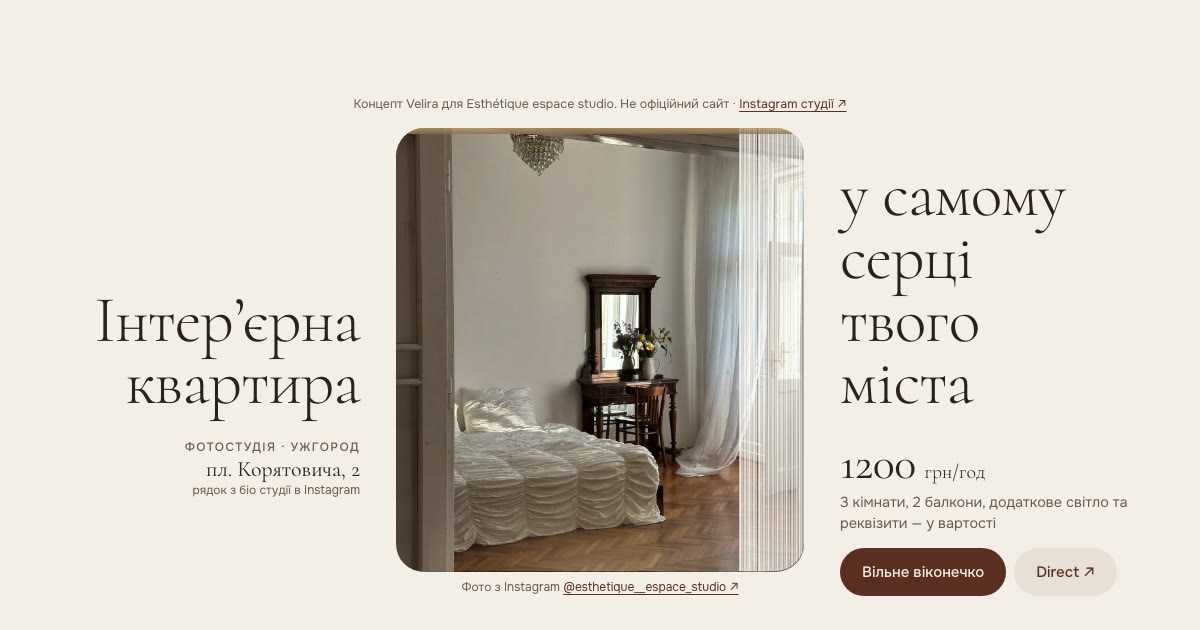 Концепт Velira для Esthétique espace studio. Не офіційний сайт · Instagram студії ↗
Інтер’єрна
квартира
ФОТОСТУДІЯ · УЖГОРОД
пл. Корятовича, 2
рядок з біо студії в Instagram
Фото з Instagram @esthetique__espace_studio ↗
у самому
серці
твого
міста
1200 грн/год
3 кімнати, 2 балкони, додаткове світло та
реквізити — у вартості
Вільне віконечко
Direct ↗